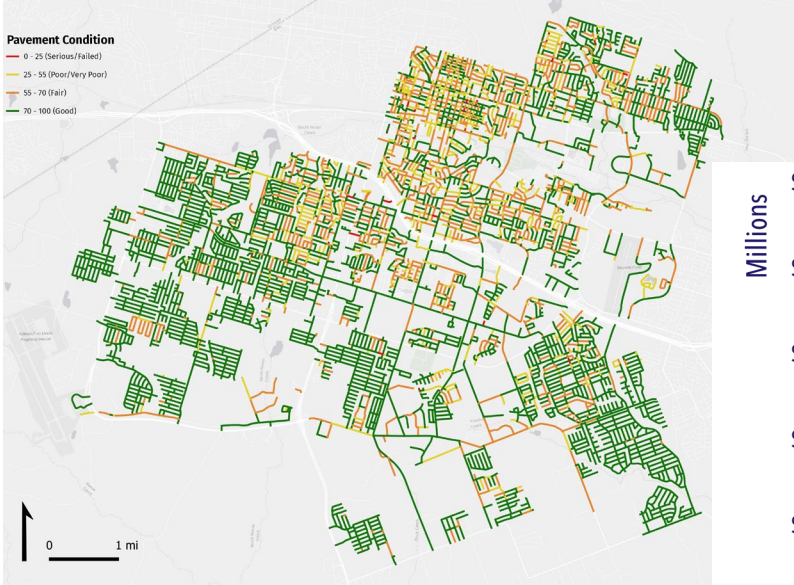 Pavement Condition
0 - 25 (Serious/Failed)
25 - 55 (Poor/Very Poor)
55 - 70 (Fair)
70 - 100 (Good)
Millions
0 1 mi